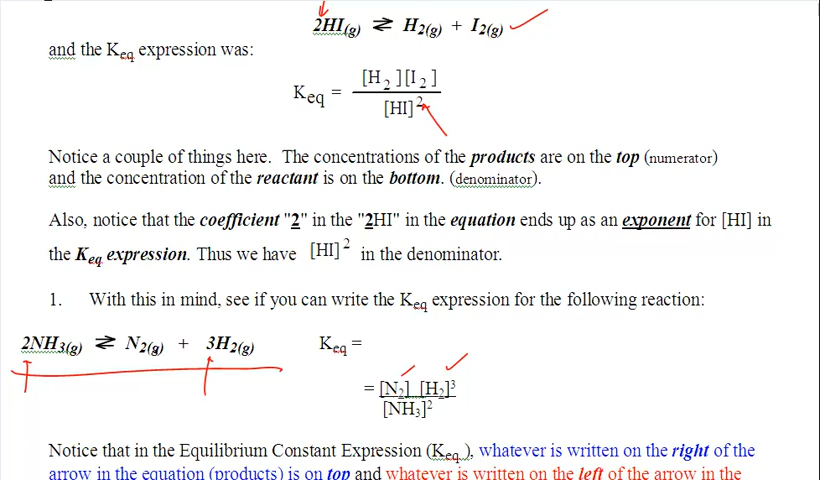 2HI(g) ⇄ H2(g) + I2(g)
and the Keq expression was:
Keq = [H2][I2] / [HI]²
Notice a couple of things here. The concentrations of the products are on the top (numerator)
and the concentration of the reactant is on the bottom. (denominator).
Also, notice that the coefficient "2" in the "2HI" in the equation ends up as an exponent for [HI] in
the Keq expression. Thus we have [HI]² in the denominator.
1. With this in mind, see if you can write the Keq expression for the following reaction:
2NH3(g) ⇄ N2(g) + 3H2(g) Keq =
= [N2] [H2]³
[NH3]²
Notice that in the Equilibrium Constant Expression (Keq ), whatever is written on the right of the
arrow in the equation (products) is on top and whatever is written on the left of the arrow in the